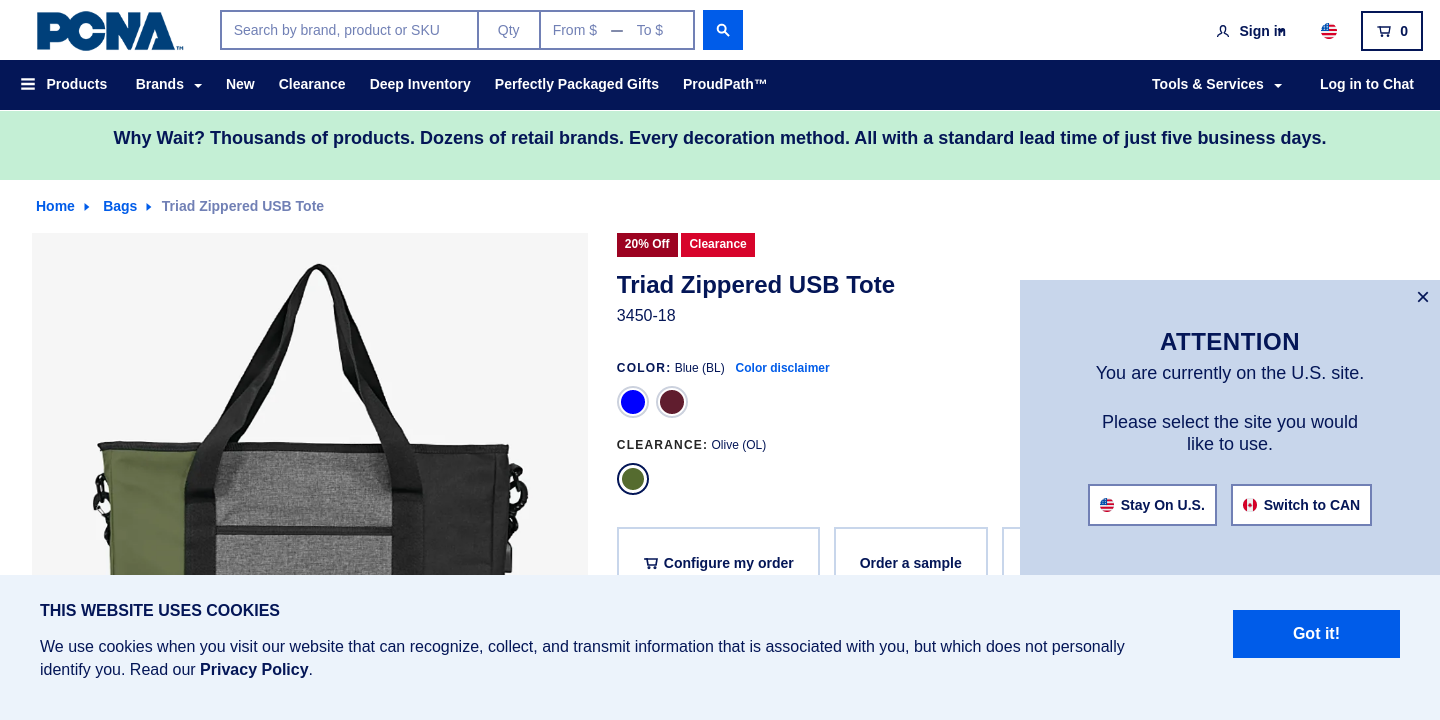 PCNA™
Search by brand, product or SKU
Qty
From $
—
To $
Sign in
0
Products
Brands
New
Clearance
Deep Inventory
Perfectly Packaged Gifts
ProudPath™
Tools & Services
Log in to Chat
Why Wait? Thousands of products. Dozens of retail brands. Every decoration method. All with a standard lead time of just five business days.
Home
Bags
Triad Zippered USB Tote
20% Off
Clearance
Triad Zippered USB Tote
3450-18
COLOR: Blue (BL) Color disclaimer
CLEARANCE: Olive (OL)
Configure my order
Order a sample
×
ATTENTION
You are currently on the U.S. site.
Please select the site you would
like to use.
Stay On U.S.
Switch to CAN
THIS WEBSITE USES COOKIES
We use cookies when you visit our website that can recognize, collect, and transmit information that is associated with you, but which does not personally
identify you. Read our Privacy Policy.
Got it!